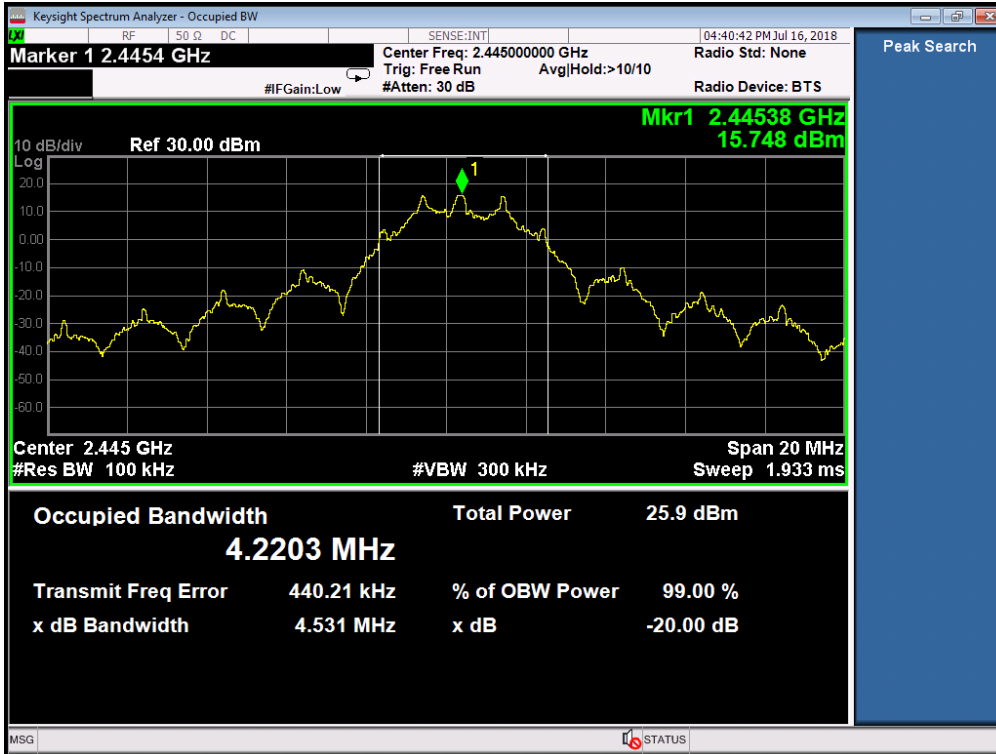 Keysight Spectrum Analyzer - Occupied BW
LXI RF 50 Ω DC SENSE:INT 04:40:42 PM Jul 16, 2018
Marker 1 2.4454 GHz Center Freq: 2.445000000 GHz Radio Std: None
Trig: Free Run Avg|Hold:>10/10
#IFGain:Low #Atten: 30 dB Radio Device: BTS
Peak Search
Mkr1 2.44538 GHz
15.748 dBm
10 dB/div Ref 30.00 dBm
Log
1
20.0
10.0
0.00
-10.0
-20.0
-30.0
-40.0
-50.0
-60.0
Center 2.445 GHz Span 20 MHz
#Res BW 100 kHz #VBW 300 kHz Sweep 1.933 ms
Occupied Bandwidth Total Power 25.9 dBm
4.2203 MHz
Transmit Freq Error 440.21 kHz % of OBW Power 99.00 %
x dB Bandwidth 4.531 MHz x dB -20.00 dB
MSG STATUS